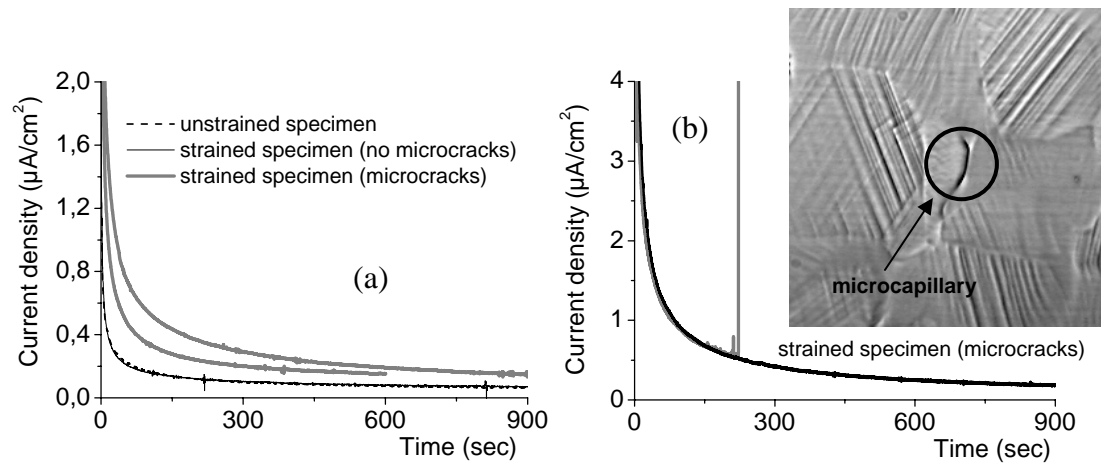 2,0
1,6
1,2
0,8
0,4
0,0
Current density (µA/cm²)
unstrained specimen
strained specimen (no microcracks)
strained specimen (microcracks)
(a)
0
300
600
900
Time (sec)
4
3
2
1
0
Current density (µA/cm²)
(b)
microcapillary
strained specimen (microcracks)
0
300
600
900
Time (sec)